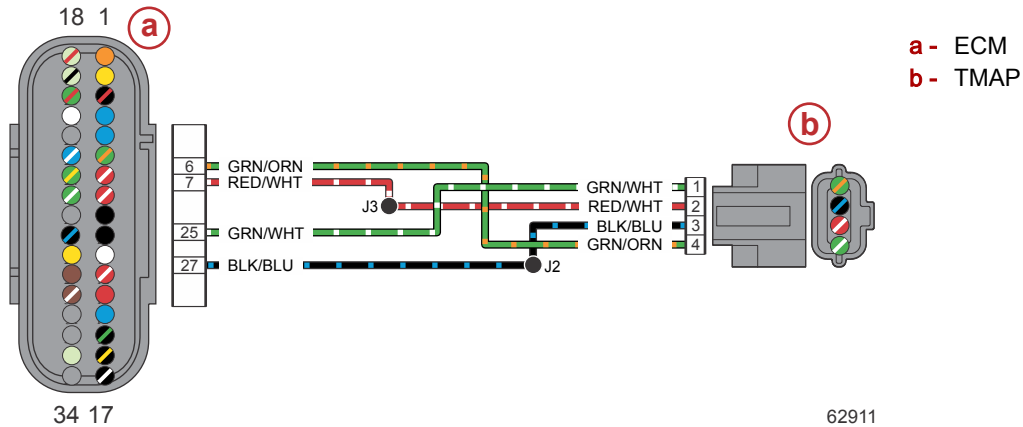 18 1
a
a - ECM
b - TMAP
b
6 GRN/ORN
7 RED/WHT
GRN/WHT 1
J3 RED/WHT 2
BLK/BLU 3
25 GRN/WHT
GRN/ORN 4
27 BLK/BLU
J2
34 17
62911